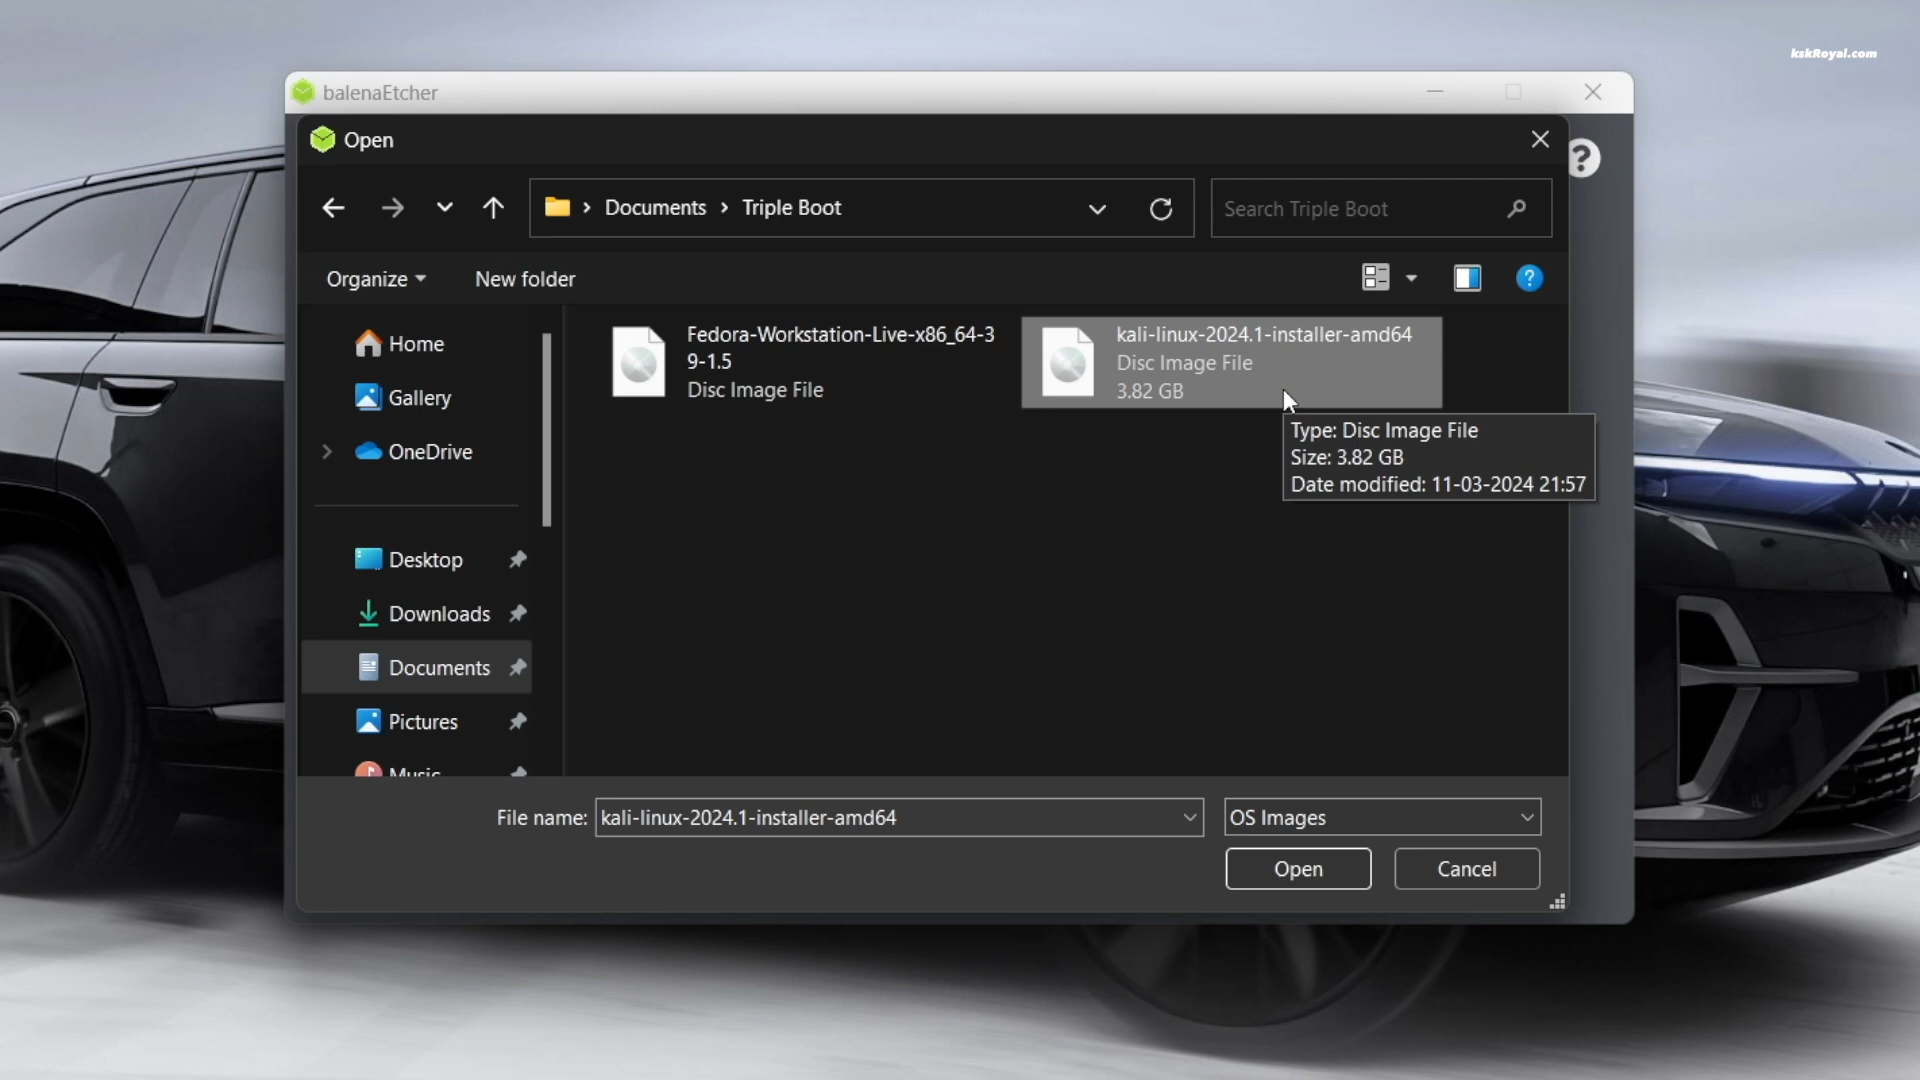 kskRoyal.com
balenaEtcher
Open
Documents > Triple Boot
Search Triple Boot
Organize
New folder
Home
Gallery
OneDrive
Desktop
Downloads
Documents
Pictures
Music
Fedora-Workstation-Live-x86_64-3
9-1.5
Disc Image File
kali-linux-2024.1-installer-amd64
Disc Image File
3.82 GB
Type: Disc Image File
Size: 3.82 GB
Date modified: 11-03-2024 21:57
File name: kali-linux-2024.1-installer-amd64
OS Images
Open
Cancel